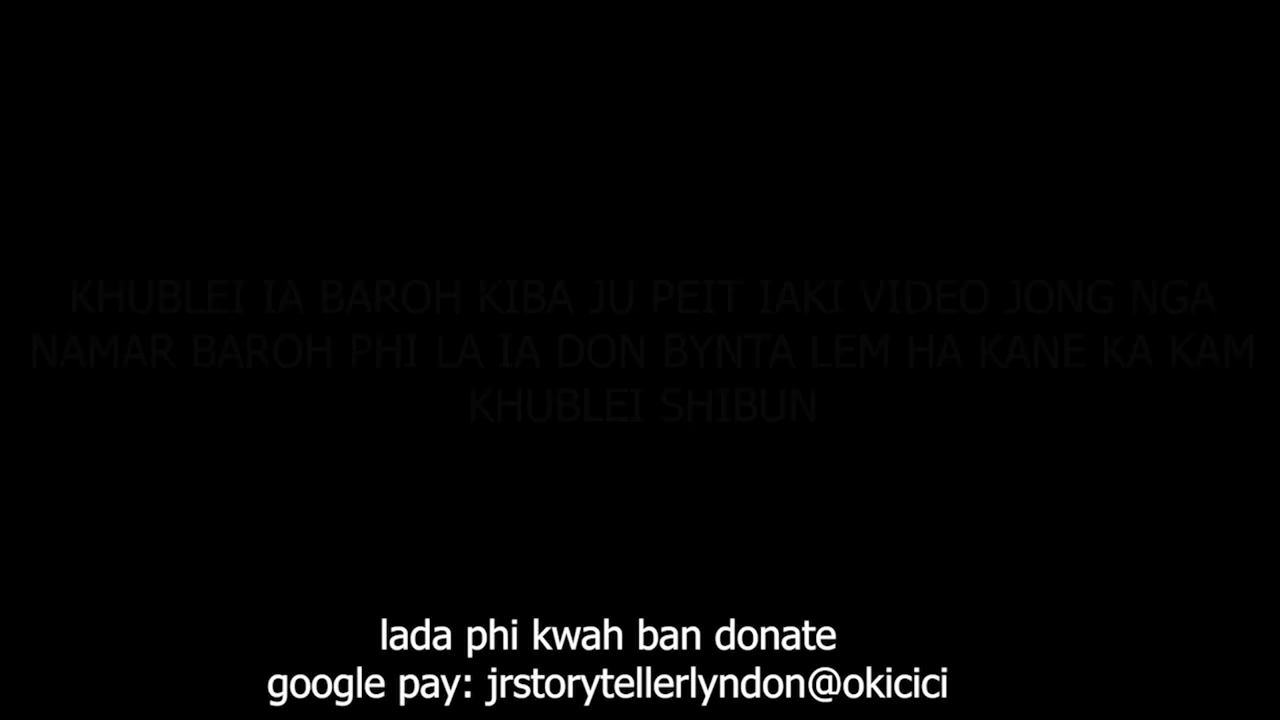 KHUBLEI IA BAROH KIBA JU PEIT IAKI VIDEO JONG NGA
NAMAR BAROH PHI LA IA DON BYNTA LEM HA KANE KA KAM
KHUBLEI SHIBUN
lada phi kwah ban donate
google pay: jrstorytellerlyndon@okicici